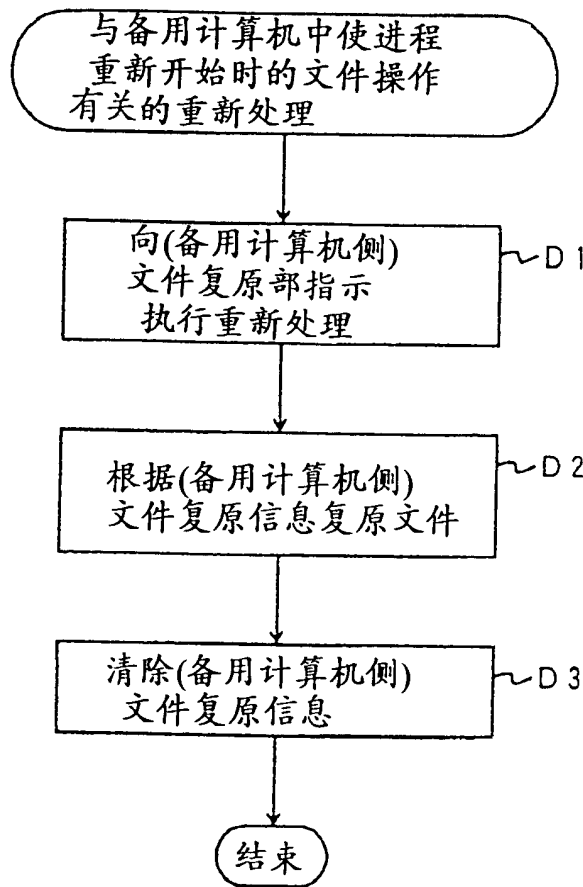 与备用计算机中使进程
重新开始时的文件操作
有关的重新处理
向(备用计算机侧)
文件复原部指示
执行重新处理
D1
根据(备用计算机侧)
文件复原信息复原文件
D2
清除(备用计算机侧)
文件复原信息
D3
结束